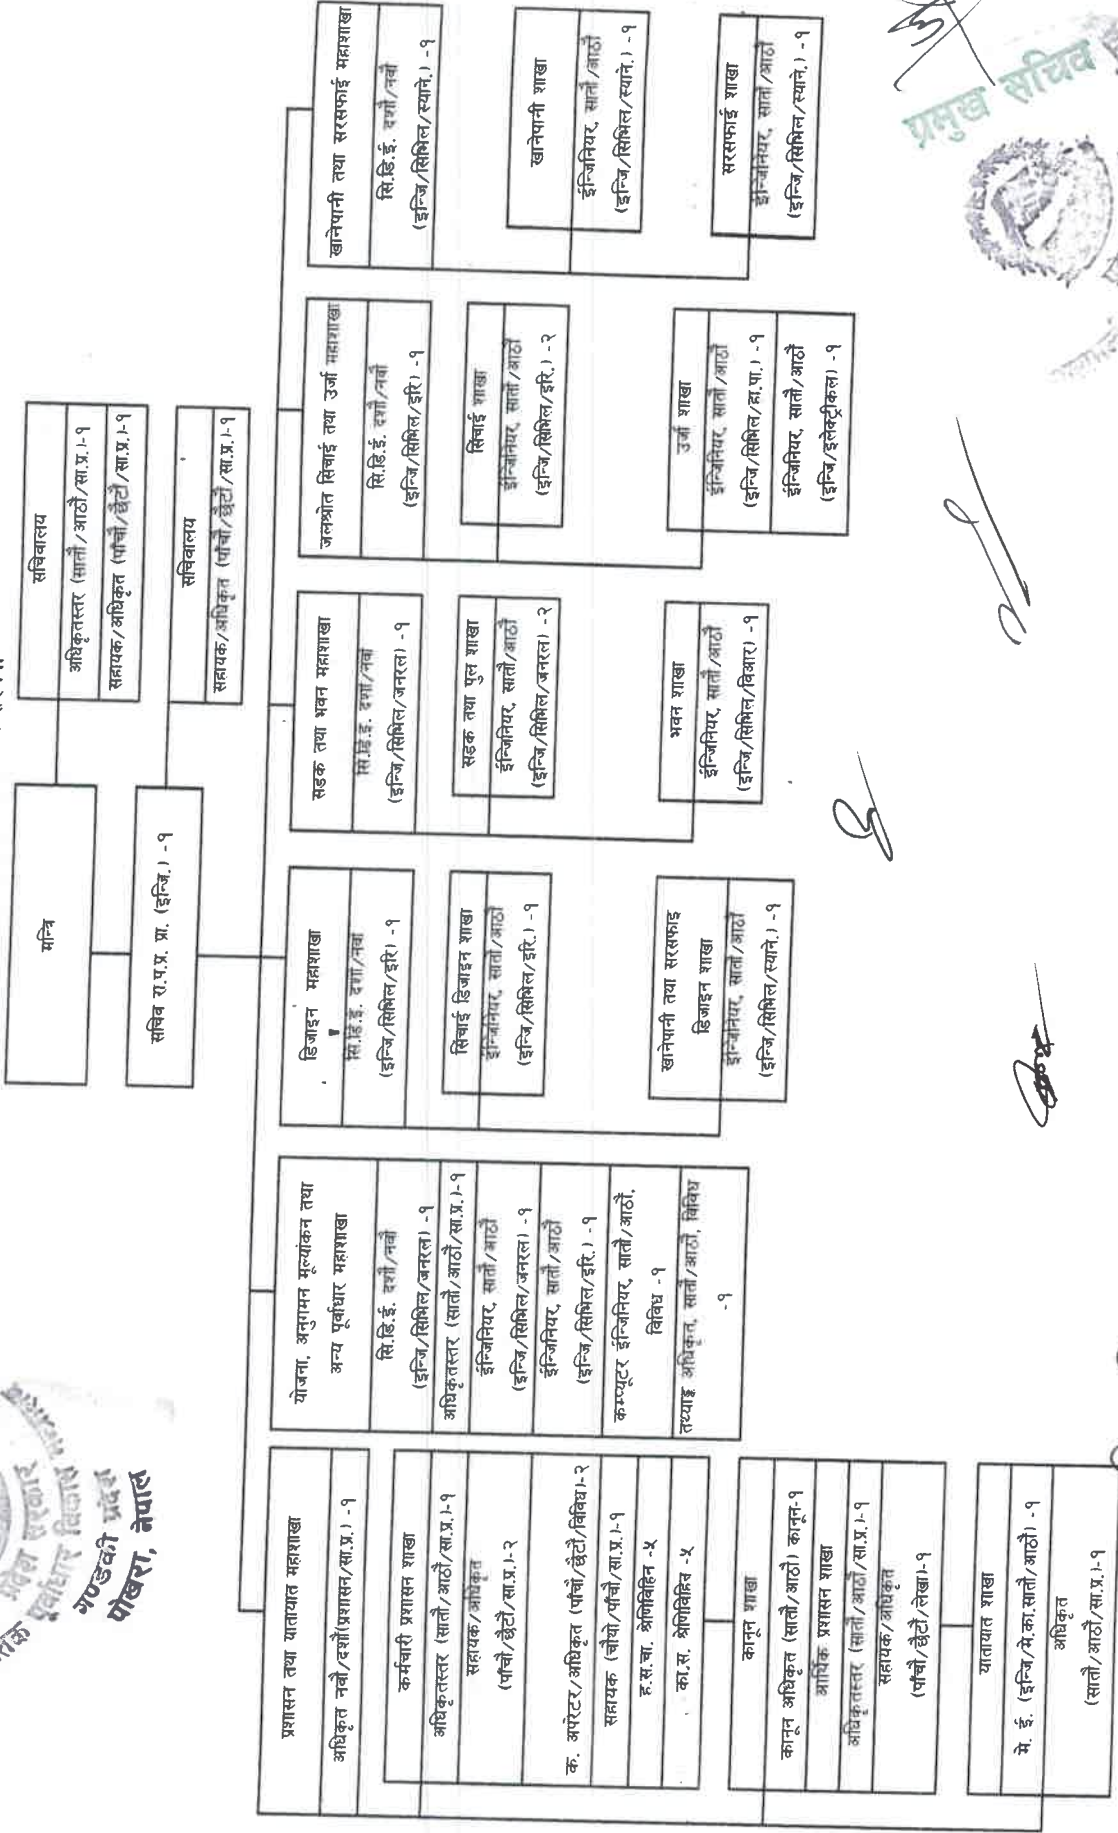 प्रदेश सरकार
पूर्वाधार विकास
गण्डकी प्रदेश
पोखरा, नेपाल
मन्त्रि
सचिवालय
अधिकृतस्तर (सातौ/आठौं/सा.प्र.)-१
सहायक/अधिकृत (पाँचौ/छैटौं/सा.प्र.)-१
सचिव रा.प.प्र. प्रा. (इन्जि.) -१
सचिवालय
सहायक/अधिकृत (पाँचौ/छैटौं/सा.प्र.)-१
प्रशासन तथा यातायात महाशाखा
अधिकृत नवौ/दशौ(प्रशासन/सा.प्र.) -१
कर्मचारी प्रशासन शाखा
अधिकृतस्तर (सातौ/आठौं/सा.प्र.)-१
सहायक/अधिकृत
(पाँचौ/छैटौं/सा.प्र.)-२
क. अपरेटर/अधिकृत (पाँचौ/छैटौं/विविध)-२
सहायक (चौथो/पाँचौ/सा.प्र.)-१
ह.स.चा. श्रेणिविहिन -५
का.स. श्रेणिविहिन -५
कानून शाखा
कानून अधिकृत (सातौ/आठौं) कानून-१
आर्थिक प्रशासन शाखा
अधिकृतस्तर (सातौ/आठौं/सा.प्र.)-१
सहायक/अधिकृत
(पाँचौ/छैटौं/लेखा)-१
यातायात शाखा
मे. ई. (इन्जि/मे.का.सातौ/आठौं) -१
अधिकृत
(सातौ/आठौं/सा.प्र.)-१
योजना, अनुगमन मूल्यांकन तथा
अन्य पूर्वाधार महाशाखा
सि.डि.ई. दशौ/नवौ
(इन्जि/सिभिल/जनरल) -१
अधिकृतस्तर (सातौ/आठौं/सा.प्र.)-१
ईन्जिनियर, सातौ/आठौं
(इन्जि/सिभिल/जनरल) -१
ईन्जिनियर, सातौ/आठौं
(इन्जि/सिभिल/इरि.) -१
कम्प्यूटर ईन्जिनियर, सातौ/आठौं,
विविध -१
तथ्याङ्क अधिकृत, सातौ/आठौं, विविध
-१
डिजाइन महाशाखा
सि.डि.इ. दशौ/नवौ
(इन्जि/सिभिल/इरि) -१
सिंचाई डिजाइन शाखा
ईन्जिनियर, सातौ/आठौं
(इन्जि/सिभिल/इरि.) -१
खानेपानी तथा सरसफाइ
डिजाइन शाखा
ईन्जिनियर, सातौ/आठौं
(इन्जि/सिभिल/स्याने.) -१
सडक तथा भवन महाशाखा
सि.डि.इ. दशौ/नवौ
(इन्जि/सिभिल/जनरल) -१
सडक तथा पुल शाखा
ईन्जिनियर, सातौ/आठौं
(इन्जि/सिभिल/जनरल) -२
भवन शाखा
ईन्जिनियर, सातौ/आठौं
(इन्जि/सिभिल/विआर) -१
जलश्रोत सिंचाई तथा उर्जा महाशाखा
सि.डि.ई. दशौ/नवौ
(इन्जि/सिभिल/इरि) -१
सिंचाई शाखा
ईन्जिनियर, सातौ/आठौं
(इन्जि/सिभिल/इरि.) -२
उर्जा शाखा
ईन्जिनियर, सातौ/आठौं
(इन्जि/सिभिल/हा.पा.) -१
ईन्जिनियर, सातौ/आठौं
(इन्जि/इलेक्ट्रीकल) -१
खानेपानी तथा सरसफाई महाशाखा
सि.डि.ई. दशौ/नवौ
(इन्जि/सिभिल/स्याने.) -१
खानेपानी शाखा
ईन्जिनियर, सातौ/आठौं
(इन्जि/सिभिल/स्याने.) -१
सरसफाई शाखा
ईन्जिनियर, सातौ/आठौं
(इन्जि/सिभिल/स्याने.) -१
प्रमुख सचिव